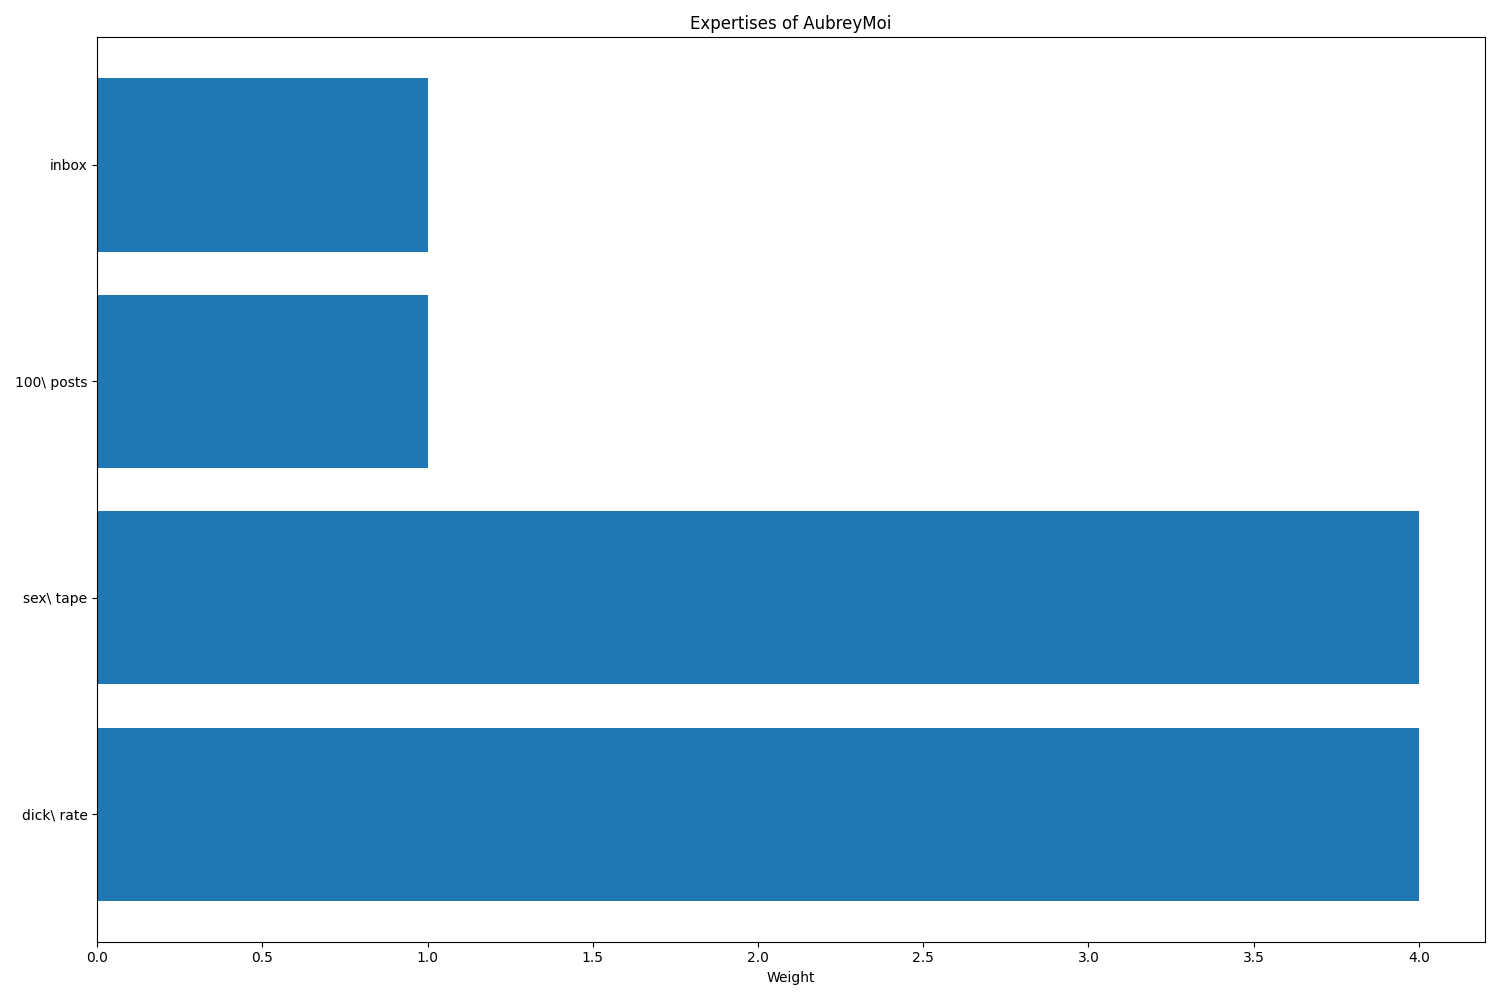 Expertises of AubreyMoi
inbox
100\ posts
sex\ tape
dick\ rate
0.0 0.5 1.0 1.5 2.0 2.5 3.0 3.5 4.0
Weight